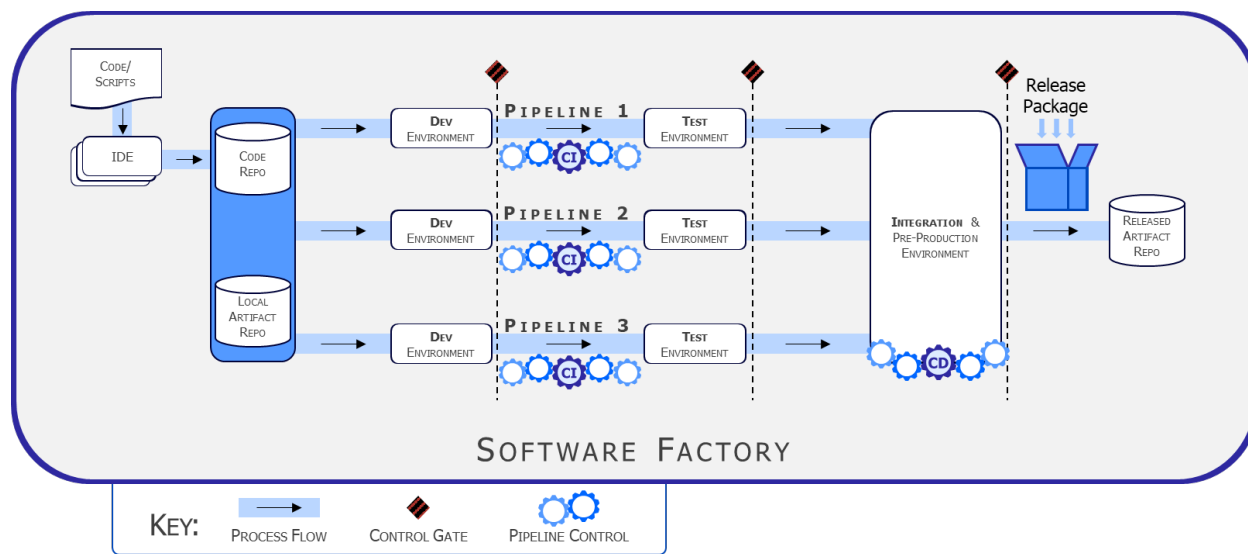 Code/
Scripts
IDE
Code
Repo
Local
Artifact
Repo
Dev
Environment
Pipeline 1
CI
Test
Environment
Dev
Environment
Pipeline 2
CI
Test
Environment
Dev
Environment
Pipeline 3
CI
Test
Environment
Integration &
Pre-Production
Environment
CD
Release
Package
Released
Artifact
Repo
Software Factory
Key:
Process Flow
Control Gate
Pipeline Control